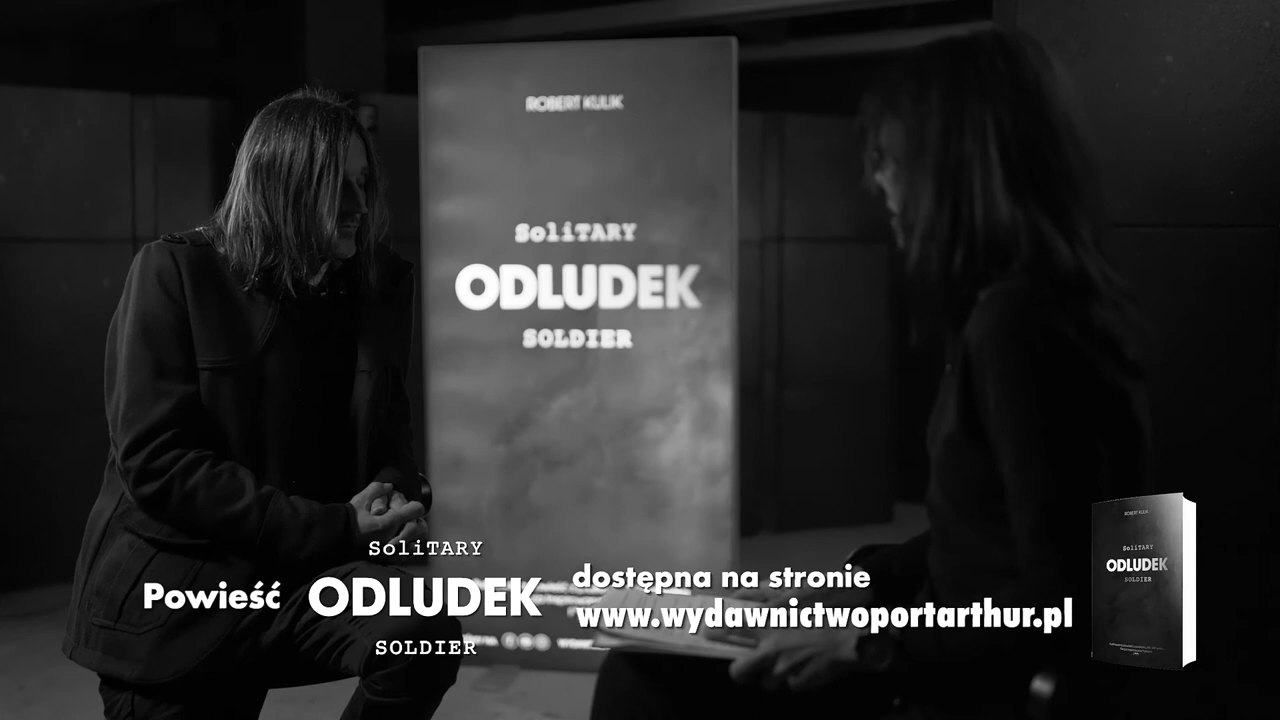 ROBERT KULIK
SoliTARY
ODLUDEK
SOLDIER
SoliTARY
Powieść ODLUDEK
SOLDIER
dostępna na stronie
www.wydawnictwoportarthur.pl
ROBERT KULIK
SoliTARY
ODLUDEK
SOLDIER